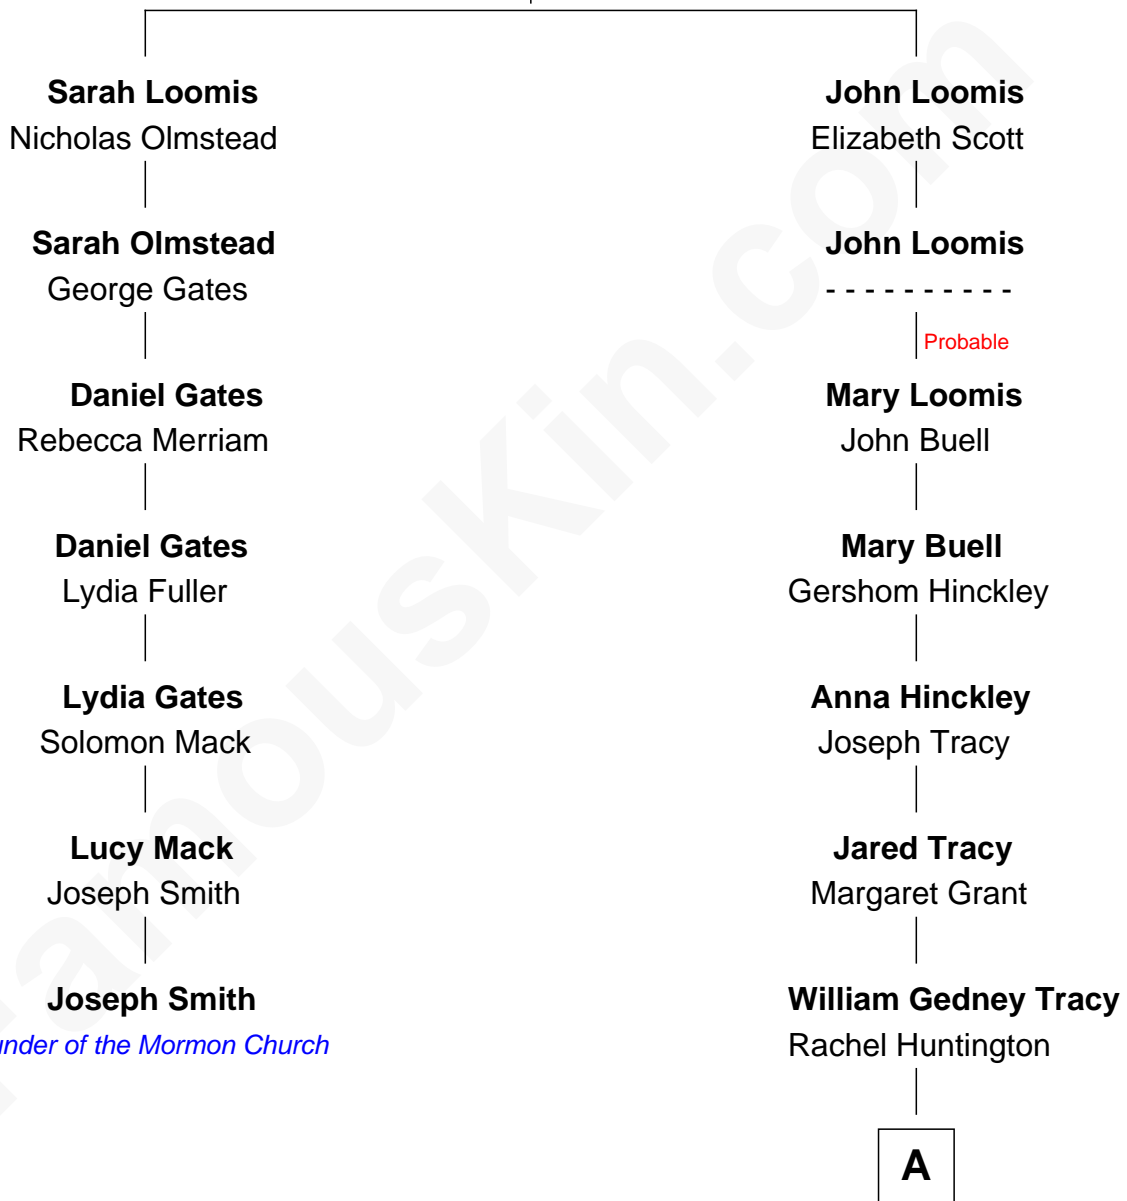 Sarah Loomis
Nicholas Olmstead
Sarah Olmstead
George Gates
Daniel Gates
Rebecca Merriam
Daniel Gates
Lydia Fuller
Lydia Gates
Solomon Mack
Lucy Mack
Joseph Smith
Joseph Smith
under of the Mormon Church
John Loomis
Elizabeth Scott
John Loomis
- - - - - - - - - -
Probable
Mary Loomis
John Buell
Mary Buell
Gershom Hinckley
Anna Hinckley
Joseph Tracy
Jared Tracy
Margaret Grant
William Gedney Tracy
Rachel Huntington
A
FamousKin.com